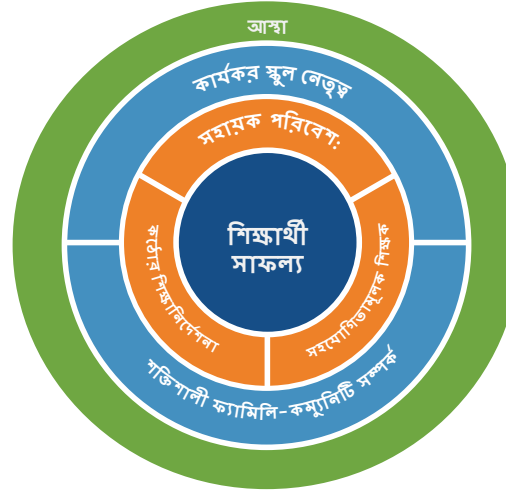 আস্থা
কার্যকর স্কুল নেতৃত্ব
সহায়ক পরিবেশ:
শিক্ষার্থী
সাফল্য
কঠোর শিক্ষানির্দেশনা
সহযোগিতামূলক শিক্ষক
শক্তিশালী ফ্যামিলি-কম্যুনিটি সম্পর্ক